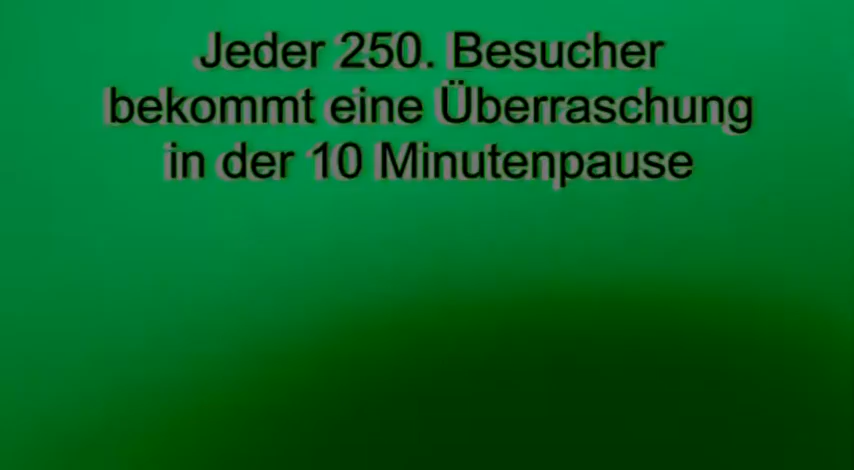 Jeder 250. Besucher
bekommt eine Überraschung
in der 10 Minutenpause